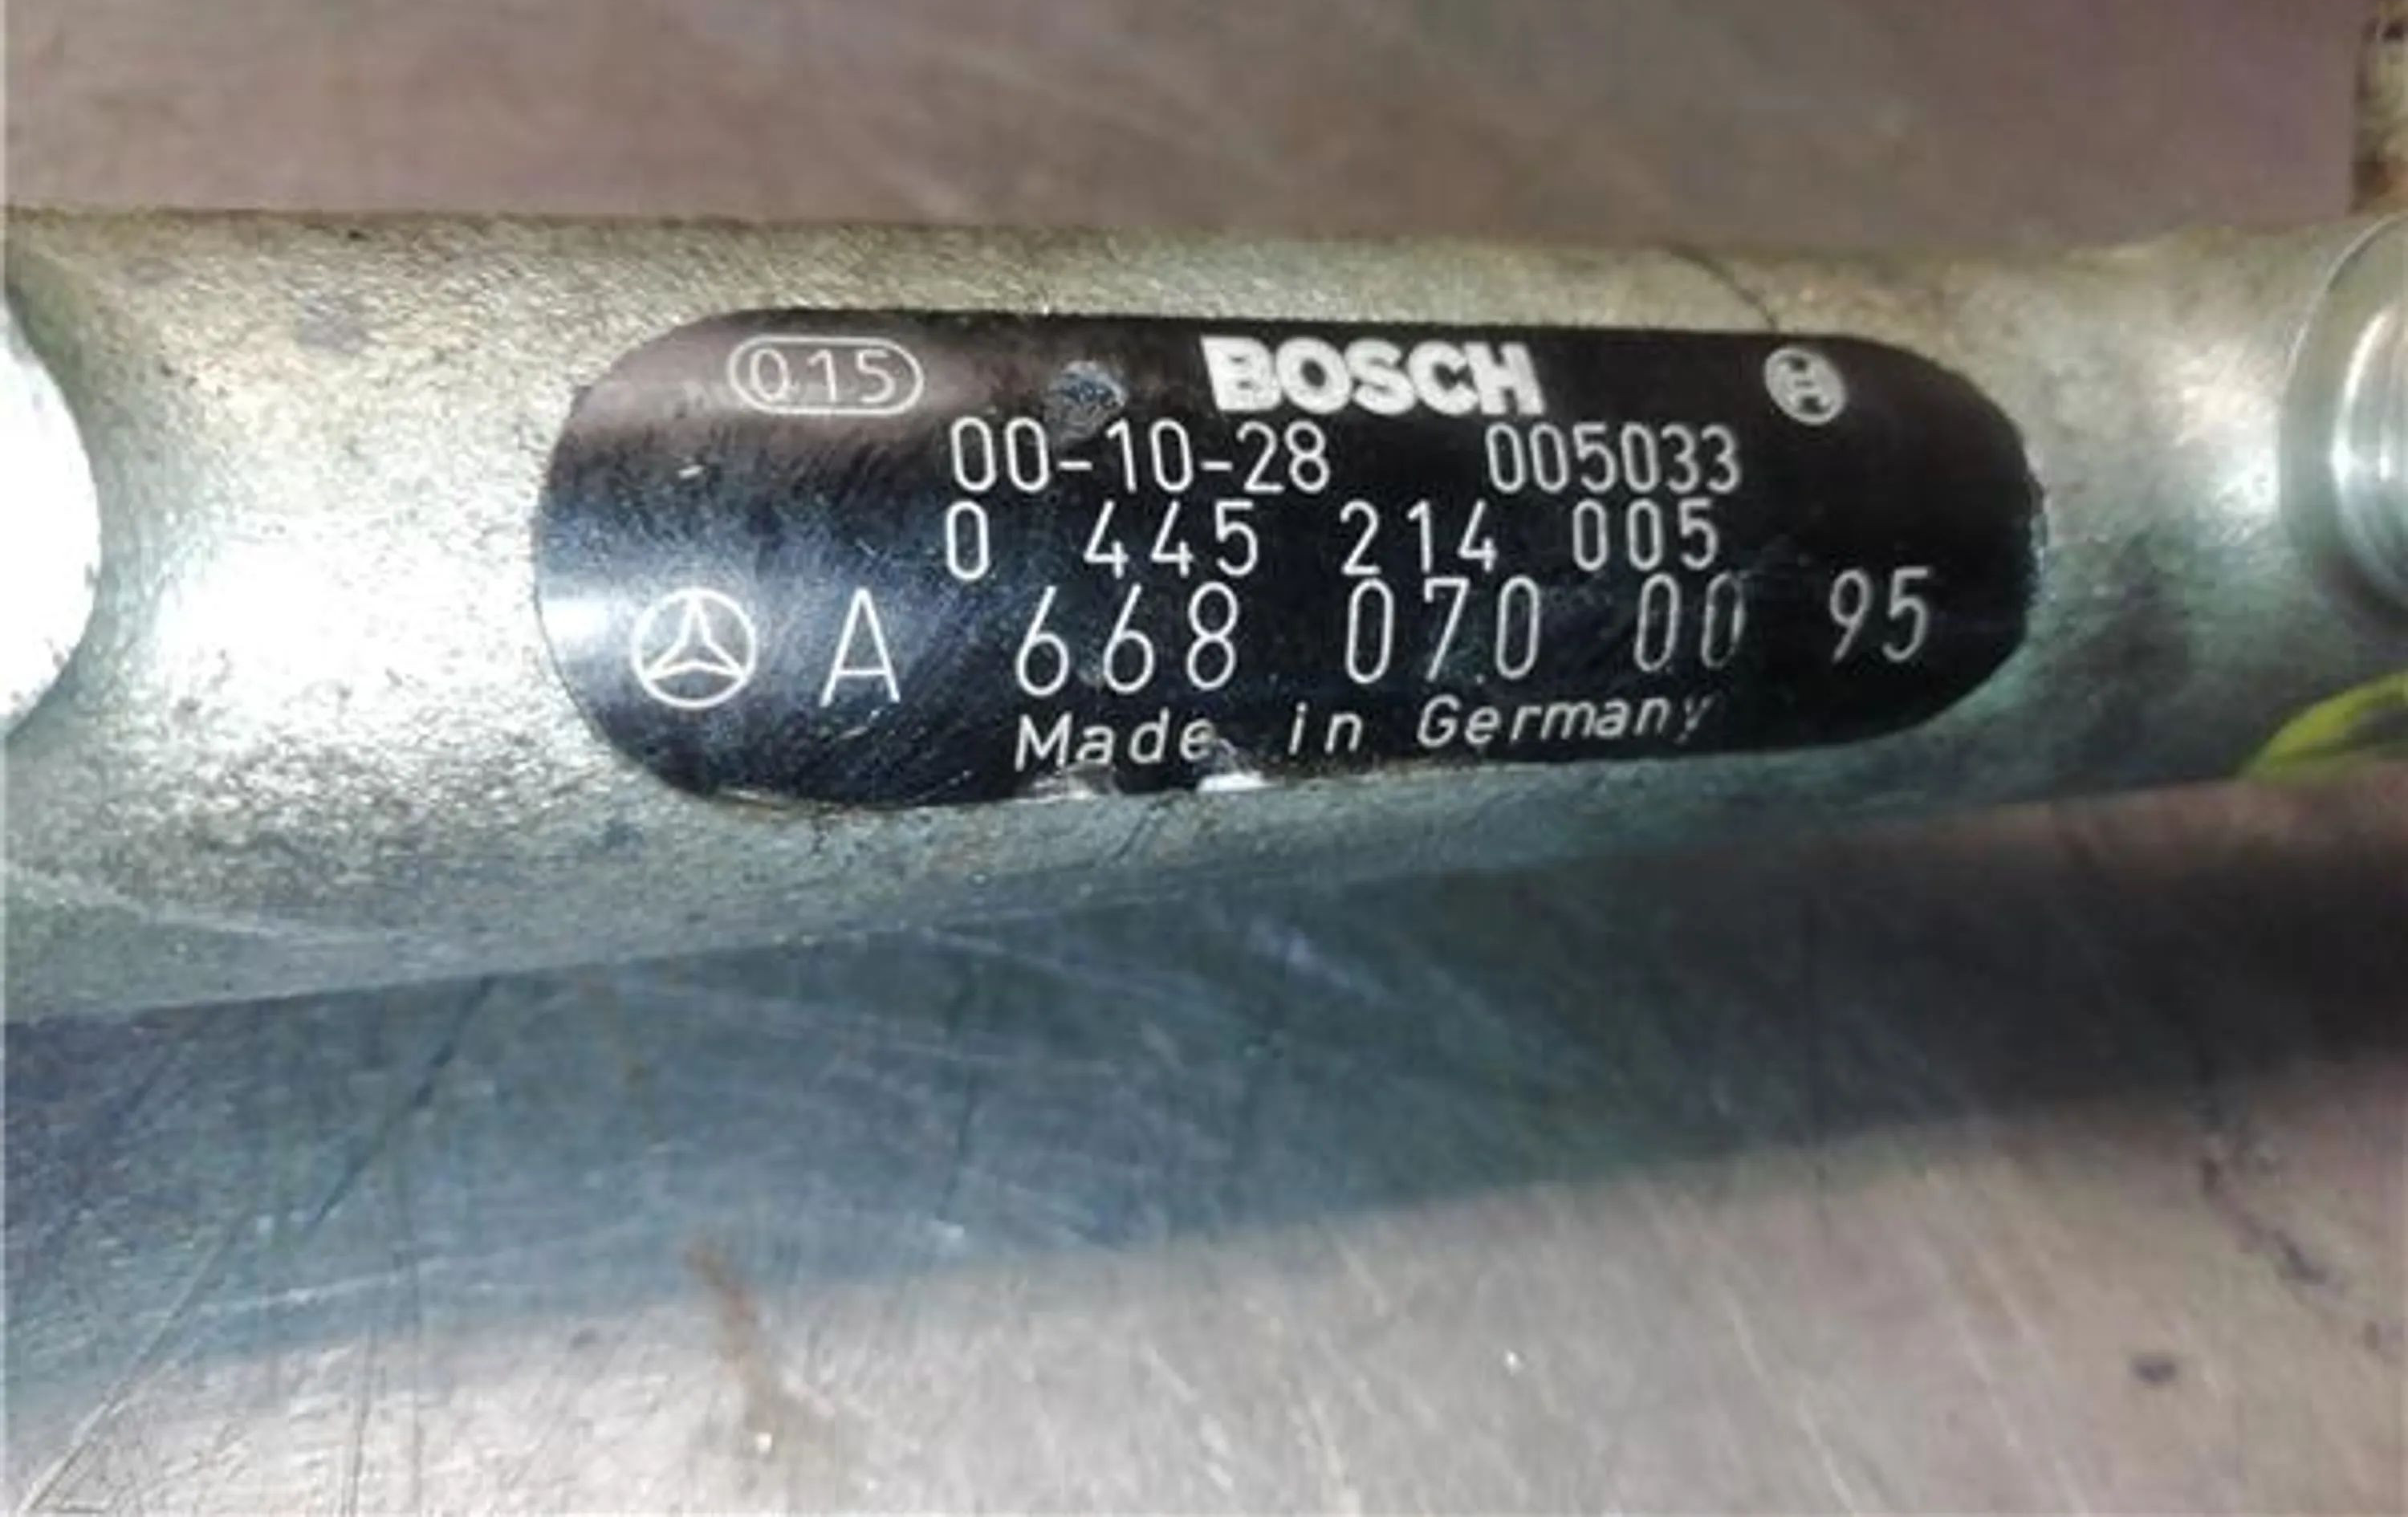 015 BOSCH
00-10-28 005033
0 445 214 005
A 668 070 00 95
Made in Germany